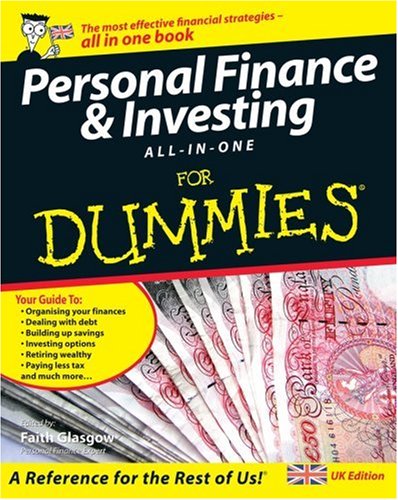 The most effective financial strategies –
all in one book
Personal Finance
& Investing
ALL-IN-ONE
FOR
DUMMIES®
Your Guide To:
• Organising your finances
• Dealing with debt
• Building up savings
• Investing options
• Retiring wealthy
• Paying less tax
and much more...
FIFTY
£50
Edited by:
Faith Glasgow
Personal Finance Expert
A Reference for the Rest of Us!®
UK Edition